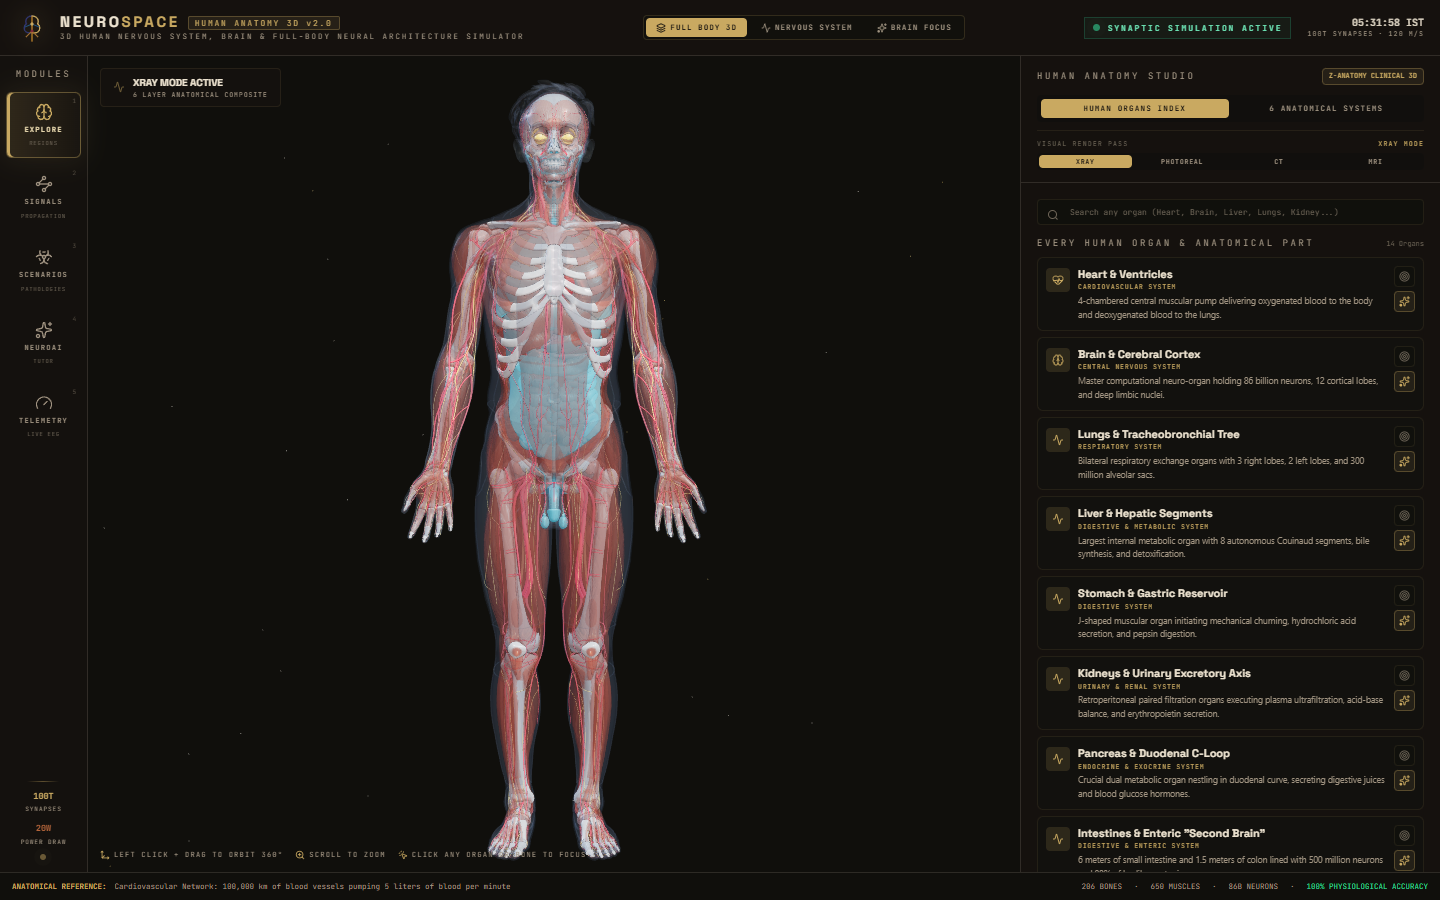 NEUROSPACE HUMAN ANATOMY 3D v2.0
3D HUMAN NERVOUS SYSTEM, BRAIN & FULL-BODY NEURAL ARCHITECTURE SIMULATOR
FULL BODY 3D
NERVOUS SYSTEM
BRAIN FOCUS
SYNAPTIC SIMULATION ACTIVE
05:31:58 IST
100T SYNAPSES · 120 M/S
MODULES
1
EXPLORE
REGIONS
2
SIGNALS
PROPAGATION
3
SCENARIOS
PATHOLOGIES
4
NEUROAI
TUTOR
5
TELEMETRY
LIVE EEG
100T
SYNAPSES
20W
POWER DRAW
XRAY MODE ACTIVE
6 LAYER ANATOMICAL COMPOSITE
LEFT CLICK + DRAG TO ORBIT 360°
SCROLL TO ZOOM
CLICK ANY ORGAN ONE TO FOCUS
HUMAN ANATOMY STUDIO
Z-ANATOMY CLINICAL 3D
HUMAN ORGANS INDEX
6 ANATOMICAL SYSTEMS
VISUAL RENDER PASS
XRAY MODE
XRAY
PHOTOREAL
CT
MRI
Search any organ (Heart, Brain, Liver, Lungs, Kidney...)
EVERY HUMAN ORGAN & ANATOMICAL PART
14 Organs
Heart & Ventricles
CARDIOVASCULAR SYSTEM
4-chambered central muscular pump delivering oxygenated blood to the body
and deoxygenated blood to the lungs.
Brain & Cerebral Cortex
CENTRAL NERVOUS SYSTEM
Master computational neuro-organ holding 86 billion neurons, 12 cortical lobes,
and deep limbic nuclei.
Lungs & Tracheobronchial Tree
RESPIRATORY SYSTEM
Bilateral respiratory exchange organs with 3 right lobes, 2 left lobes, and 300
million alveolar sacs.
Liver & Hepatic Segments
DIGESTIVE & METABOLIC SYSTEM
Largest internal metabolic organ with 8 autonomous Couinaud segments, bile
synthesis, and detoxification.
Stomach & Gastric Reservoir
DIGESTIVE SYSTEM
J-shaped muscular organ initiating mechanical churning, hydrochloric acid
secretion, and pepsin digestion.
Kidneys & Urinary Excretory Axis
URINARY & RENAL SYSTEM
Retroperitoneal paired filtration organs executing plasma ultrafiltration, acid-base
balance, and erythropoietin secretion.
Pancreas & Duodenal C-Loop
ENDOCRINE & EXOCRINE SYSTEM
Crucial dual metabolic organ nestling in duodenal curve, secreting digestive juices
and blood glucose hormones.
Intestines & Enteric "Second Brain"
DIGESTIVE & ENTERIC SYSTEM
6 meters of small intestine and 1.5 meters of colon lined with 500 million neurons
ANATOMICAL REFERENCE: Cardiovascular Network: 100,000 km of blood vessels pumping 5 liters of blood per minute
206 BONES · 650 MUSCLES · 86B NEURONS · 100% PHYSIOLOGICAL ACCURACY